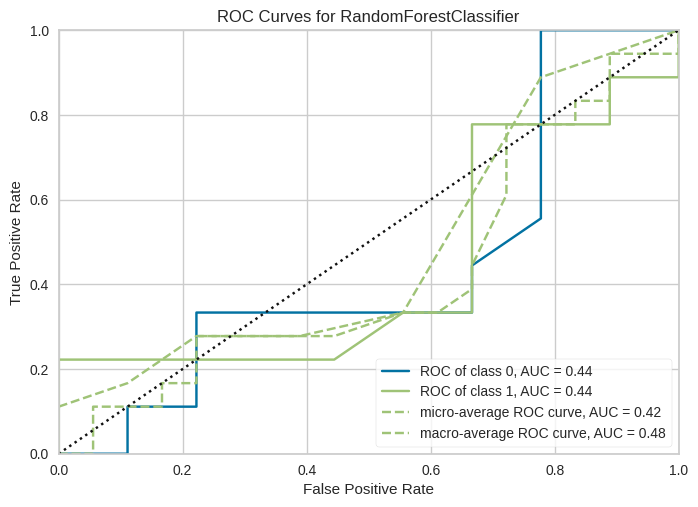 ROC Curves for RandomForestClassifier
True Positive Rate
1.0
0.8
0.6
0.4
0.2
0.0
0.0 0.2 0.4 0.6 0.8 1.0
False Positive Rate
ROC of class 0, AUC = 0.44
ROC of class 1, AUC = 0.44
micro-average ROC curve, AUC = 0.42
macro-average ROC curve, AUC = 0.48